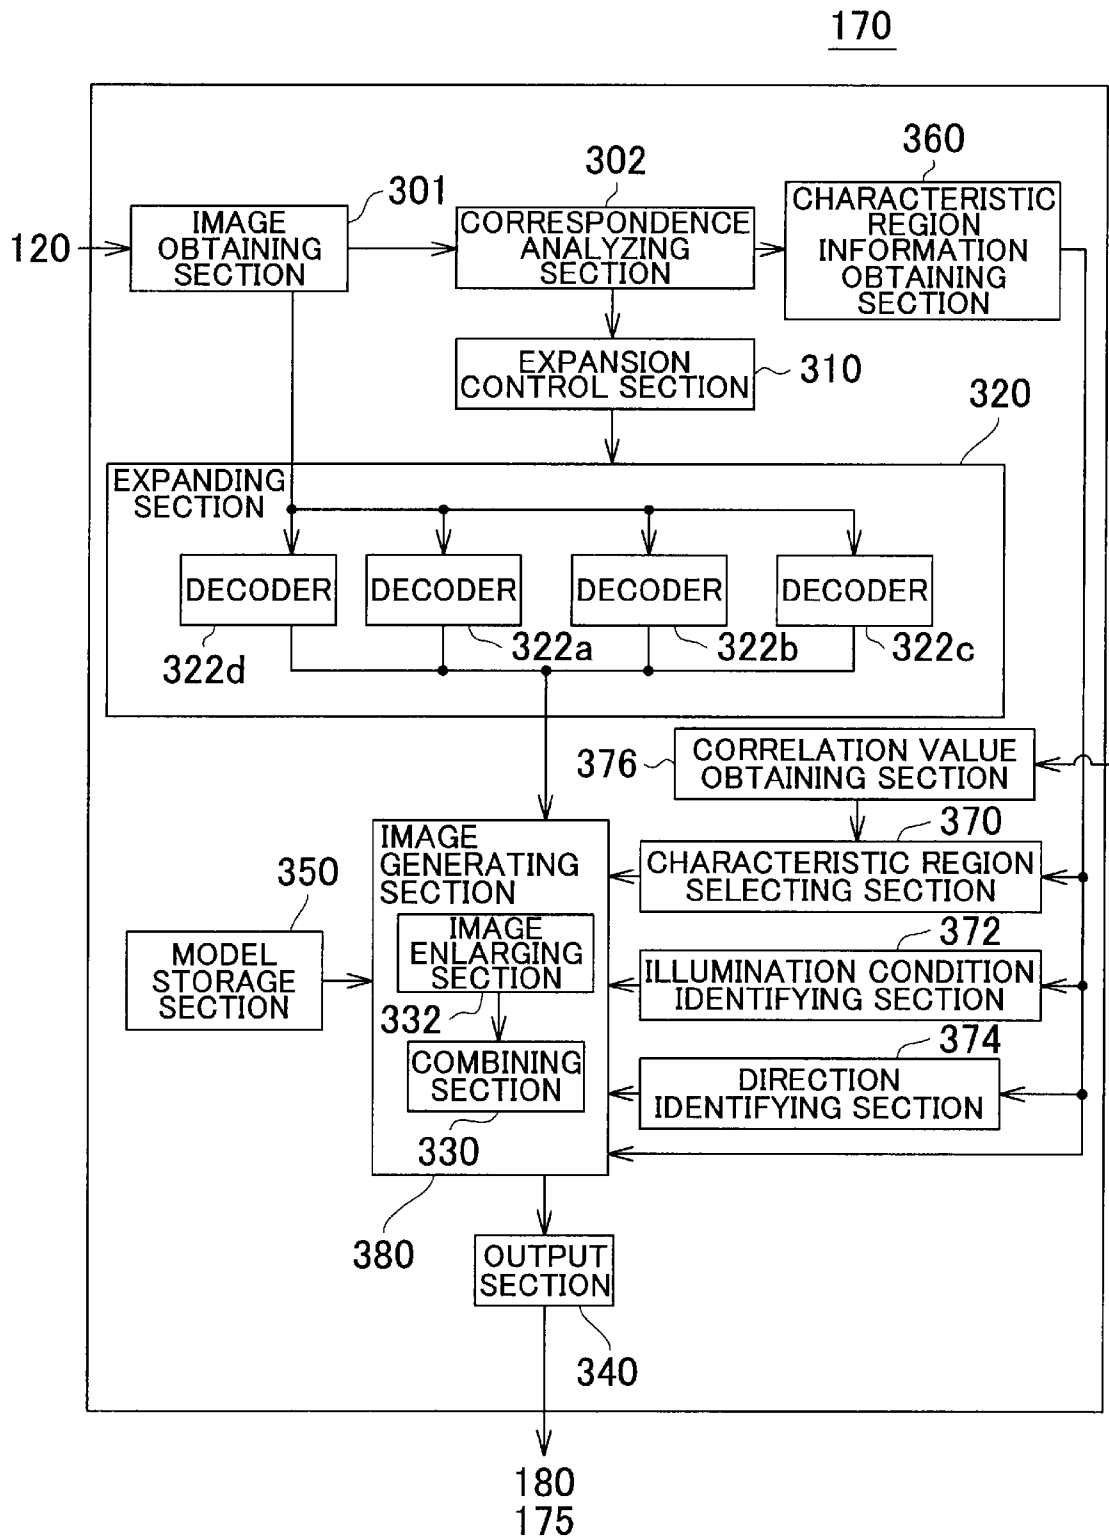 170
360
302
301
120
IMAGE
OBTAINING
SECTION
CORRESPONDENCE
ANALYZING
SECTION
CHARACTERISTIC
REGION
INFORMATION
OBTAINING
SECTION
EXPANSION
CONTROL SECTION
310
320
EXPANDING
SECTION
DECODER
DECODER
DECODER
DECODER
322d
322a
322b
322c
376
CORRELATION VALUE
OBTAINING SECTION
370
CHARACTERISTIC REGION
SELECTING SECTION
IMAGE
GENERATING
SECTION
350
MODEL
STORAGE
SECTION
IMAGE
ENLARGING
SECTION
332
372
ILLUMINATION CONDITION
IDENTIFYING SECTION
COMBINING
SECTION
330
374
DIRECTION
IDENTIFYING SECTION
380
OUTPUT
SECTION
340
180
175